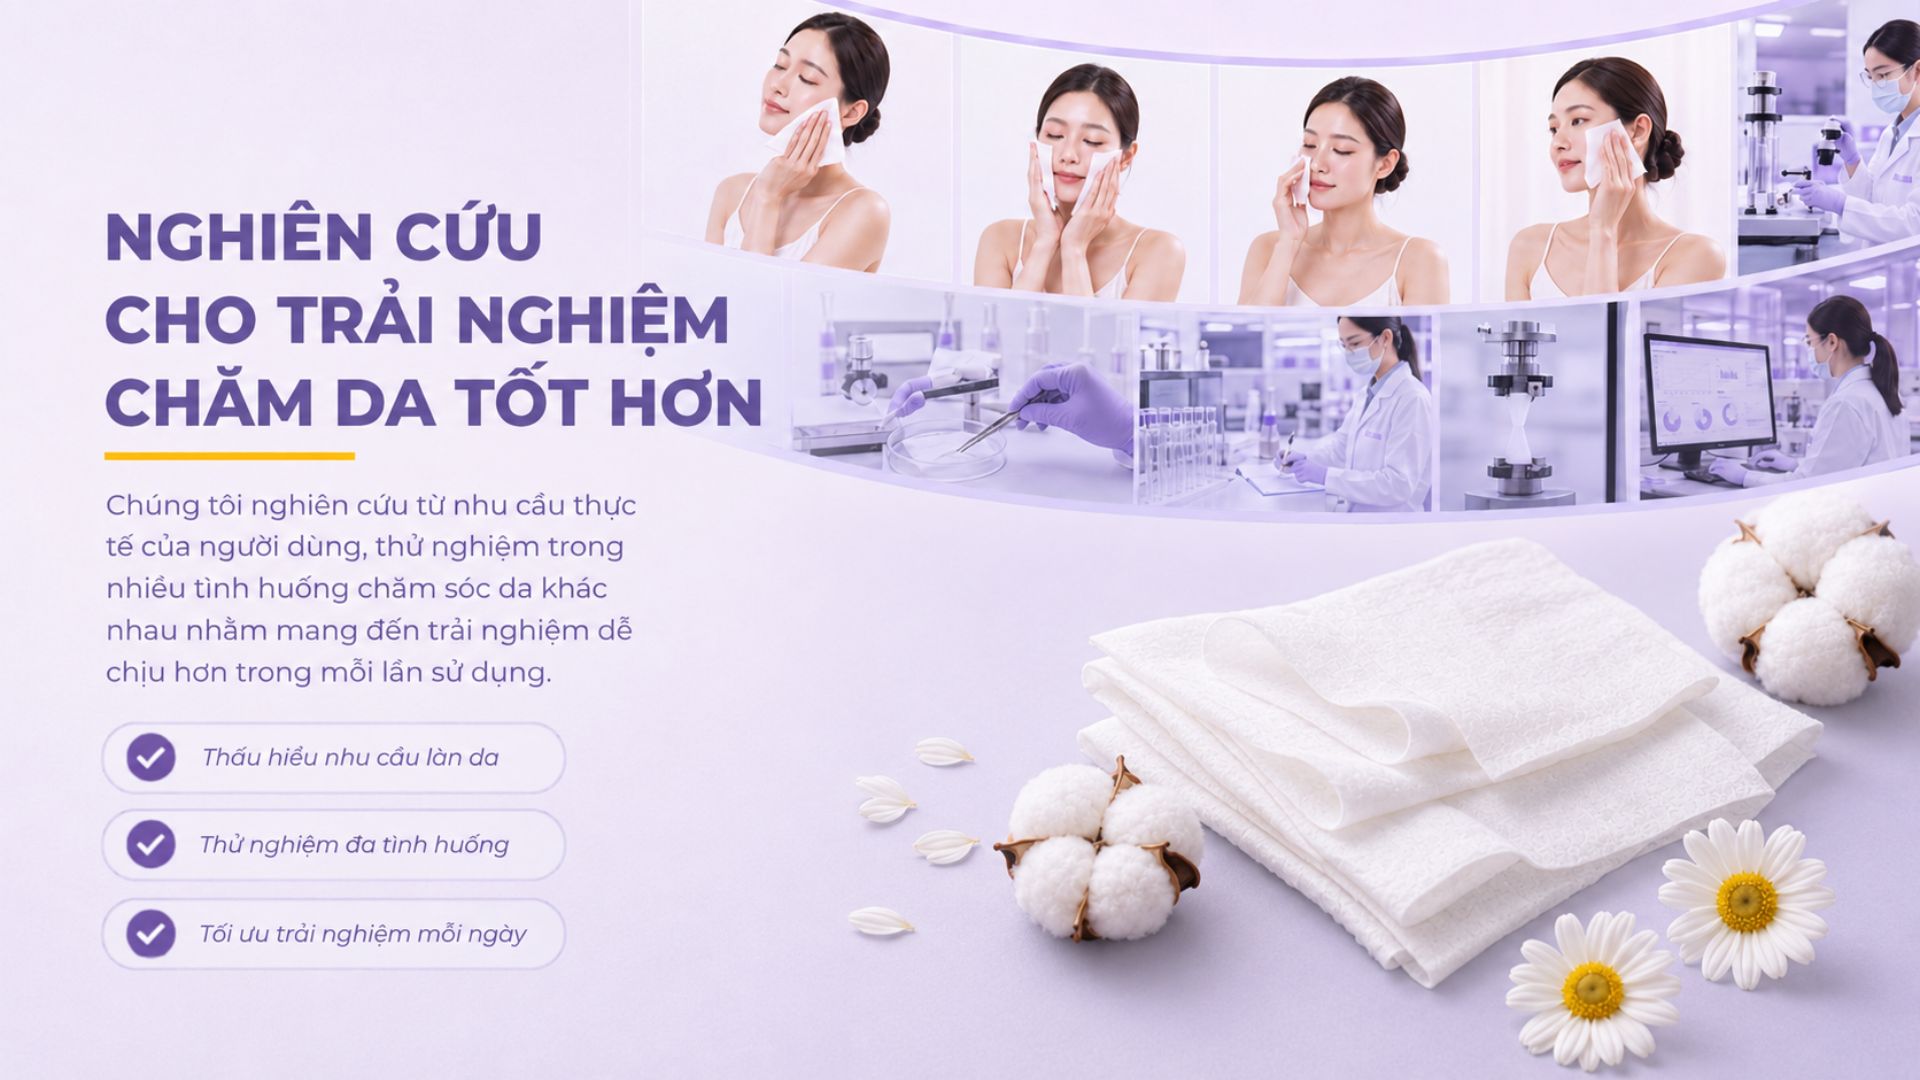 NGHIÊN CỨU
CHO TRẢI NGHIỆM
CHĂM DA TỐT HƠN
Chúng tôi nghiên cứu từ nhu cầu thực
tế của người dùng, thử nghiệm trong
nhiều tình huống chăm sóc da khác
nhau nhằm mang đến trải nghiệm dễ
chịu hơn trong mỗi lần sử dụng.
Thấu hiểu nhu cầu làn da
Thử nghiệm đa tình huống
Tối ưu trải nghiệm mỗi ngày